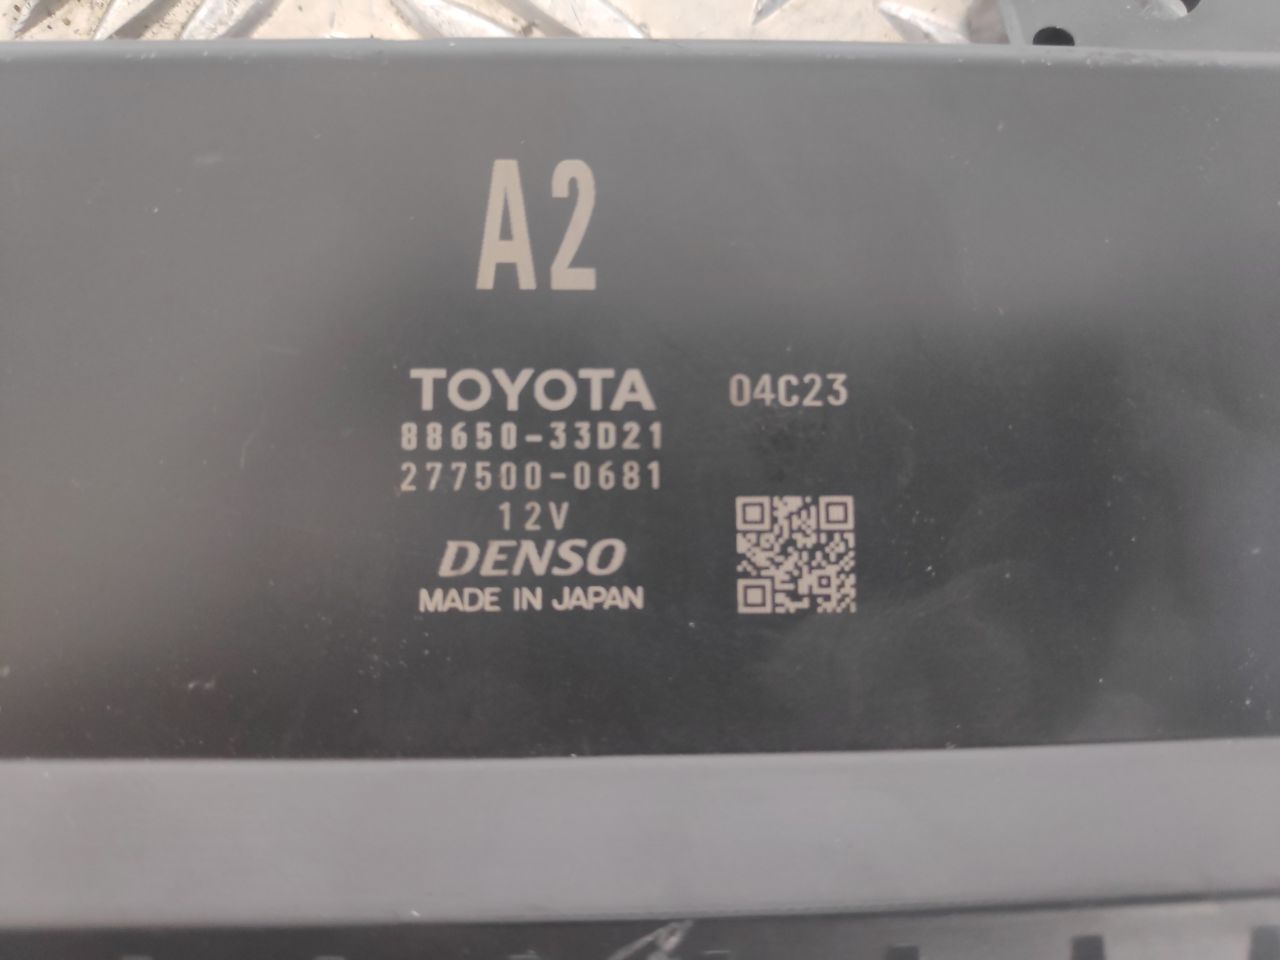 A2
TOYOTA 04C23
88650-33D21
277500-0681
12V
DENSO
MADE IN JAPAN